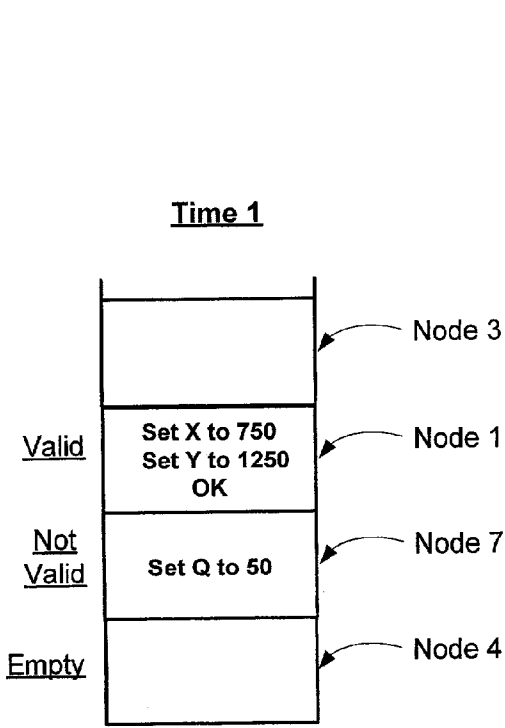 Time 1
Node 3
Valid
Set X to 750
Set Y to 1250
OK
Node 1
Not
Valid
Set Q to 50
Node 7
Empty
Node 4